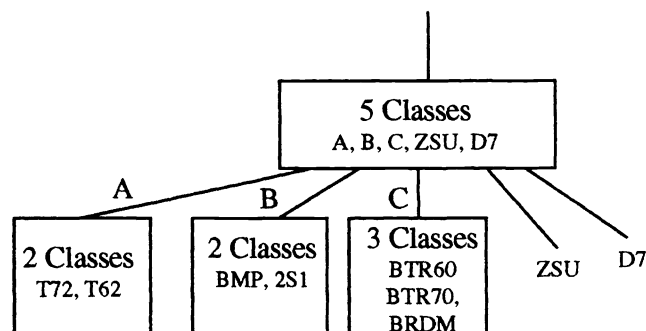 5 Classes
A, B, C, ZSU, D7
A
B
C
2 Classes
T72, T62
2 Classes
BMP, 2S1
3 Classes
BTR60
BTR70,
BRDM
ZSU
D7